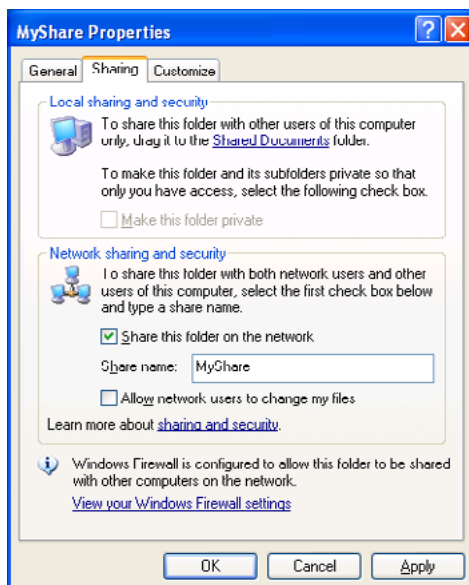 MyShare Properties
General Sharing Customize
Local sharing and security
To share this folder with other users of this computer
only, drag it to the Shared Documents folder.
To make this folder and its subfolders private so that
only you have access, select the following check box.
Make this folder private
Network sharing and security
To share this folder with both network users and other
users of this computer, select the first check box below
and type a share name.
Share this folder on the network
Share name: MyShare
Allow network users to change my files
Learn more about sharing and security.
Windows Firewall is configured to allow this folder to be shared
with other computers on the network.
View your Windows Firewall settings
OK Cancel Apply